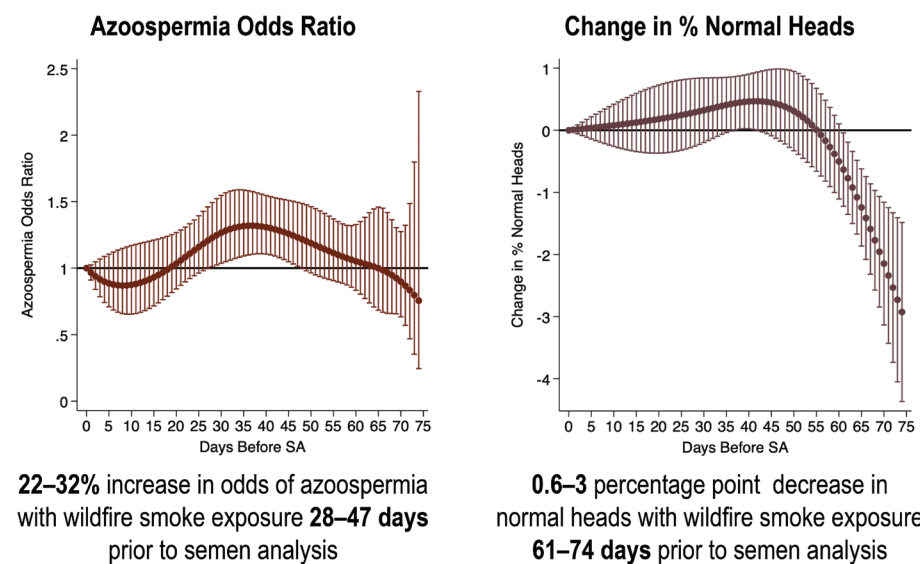 Azoospermia Odds Ratio
2.5
2
1.5
1
.5
0
Azoospermia Odds Ratio
0 5 10 15 20 25 30 35 40 45 50 55 60 65 70 75
Days Before SA
22–32% increase in odds of azoospermia
with wildfire smoke exposure 28–47 days
prior to semen analysis
Change in % Normal Heads
1
0
-1
-2
-3
-4
Change in % Normal Heads
0 5 10 15 20 25 30 35 40 45 50 55 60 65 70 75
Days Before SA
0.6–3 percentage point decrease in
normal heads with wildfire smoke exposure
61–74 days prior to semen analysis